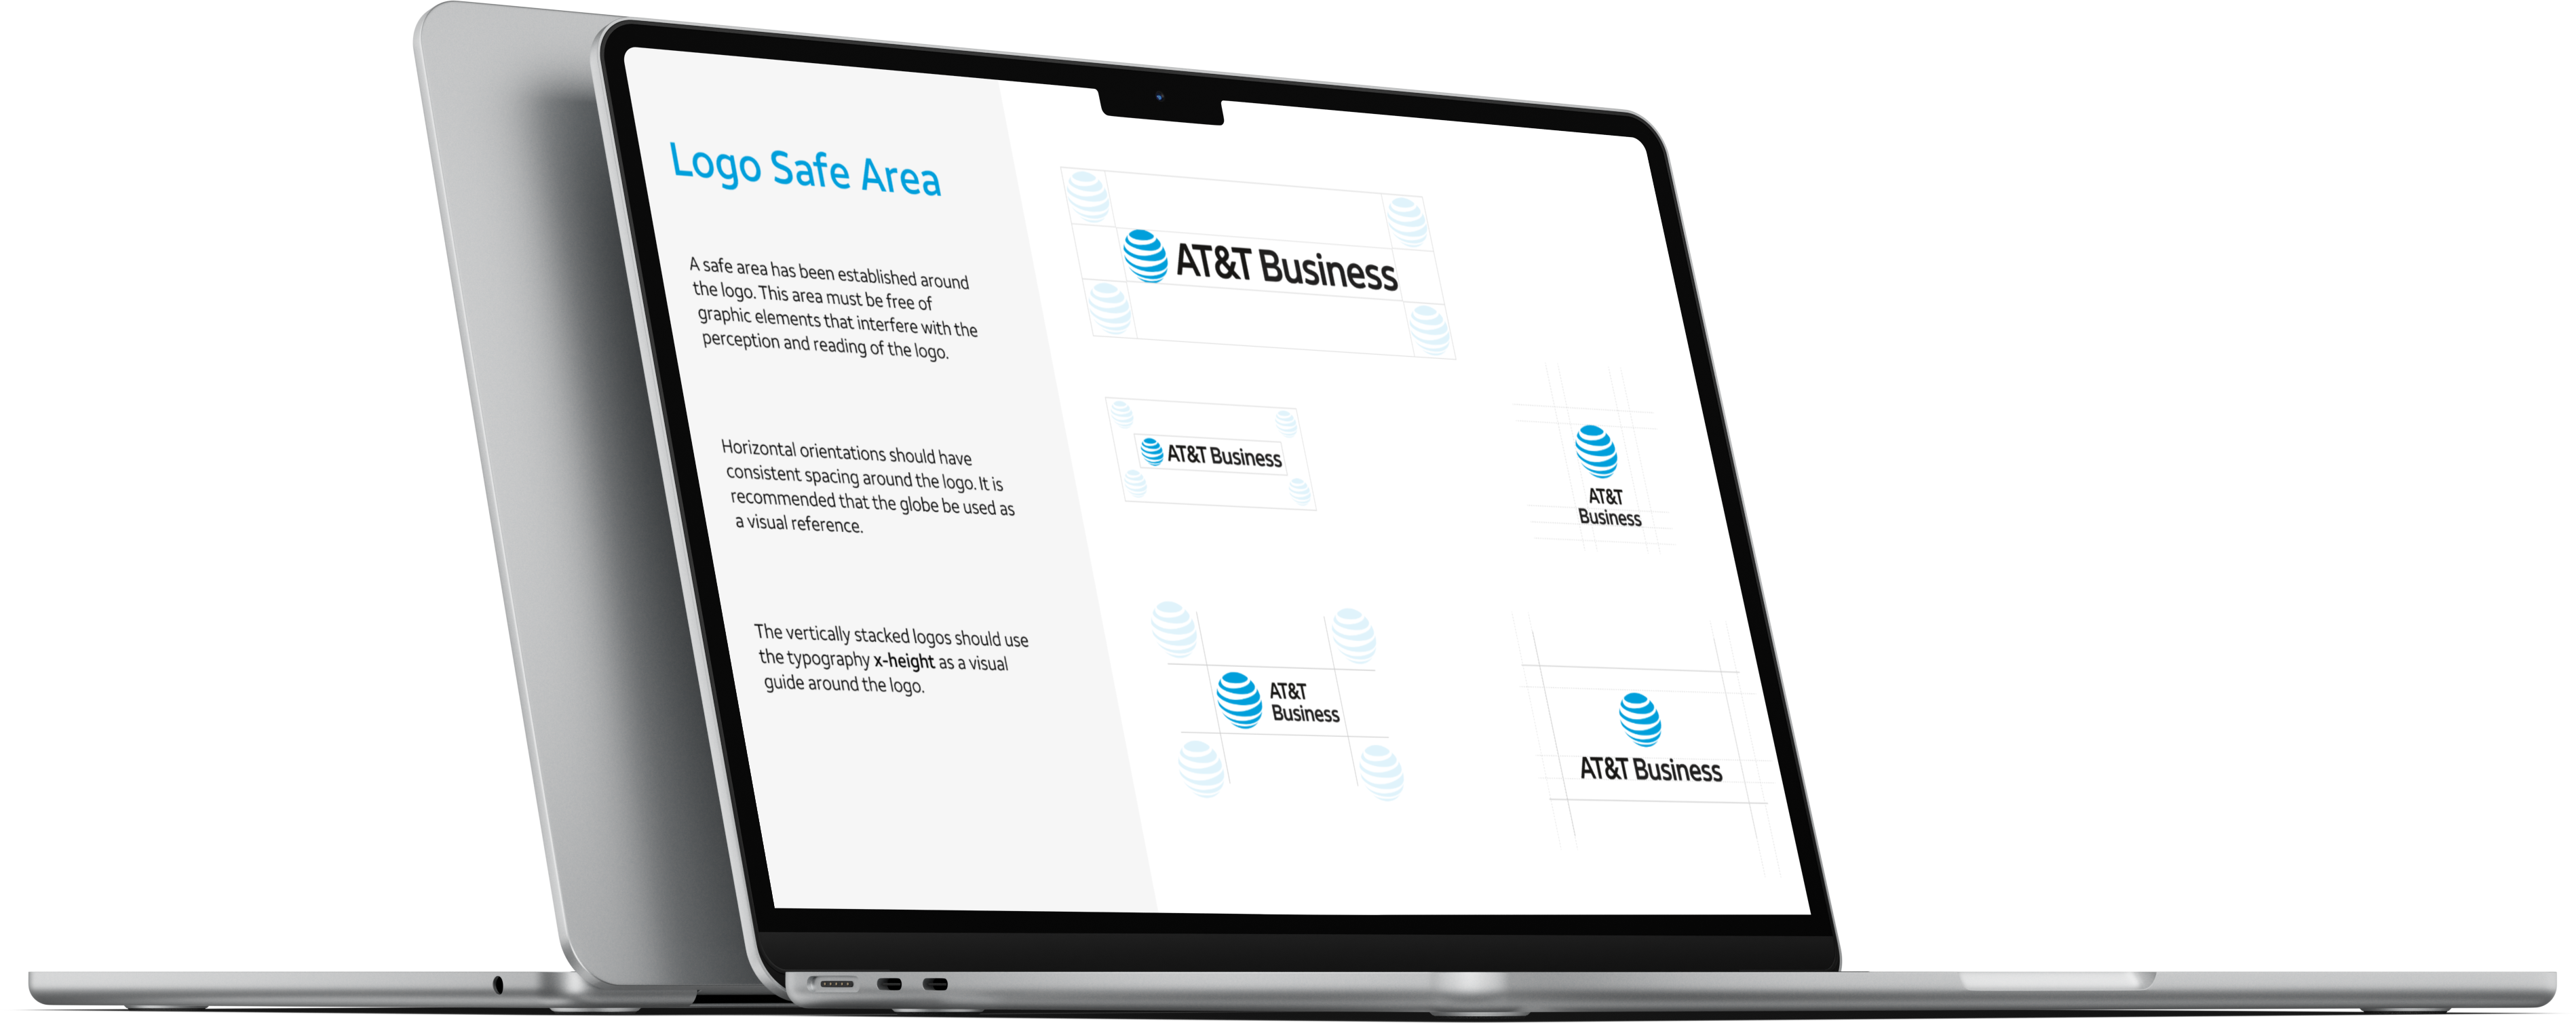 Logo Safe Area
A safe area has been established around
the logo. This area must be free of
graphic elements that interfere with the
perception and reading of the logo.
Horizontal orientations should have
consistent spacing around the logo. It is
recommended that the globe be used as
a visual reference.
The vertically stacked logos should use
the typography x-height as a visual
guide around the logo.
AT&T Business
AT&T Business
AT&T
Business
AT&T
Business
AT&T Business